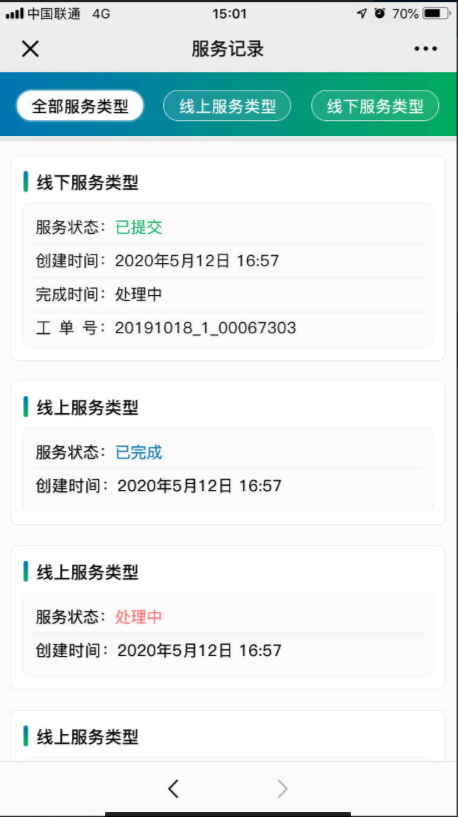 中国联通 4G 15:01 70%
服务记录
全部服务类型 线上服务类型 线下服务类型
线下服务类型
服务状态：已提交
创建时间：2020年5月12日 16:57
完成时间：处理中
工 单 号：20191018_1_00067303
线上服务类型
服务状态：已完成
创建时间：2020年5月12日 16:57
线上服务类型
服务状态：处理中
创建时间：2020年5月12日 16:57
线上服务类型